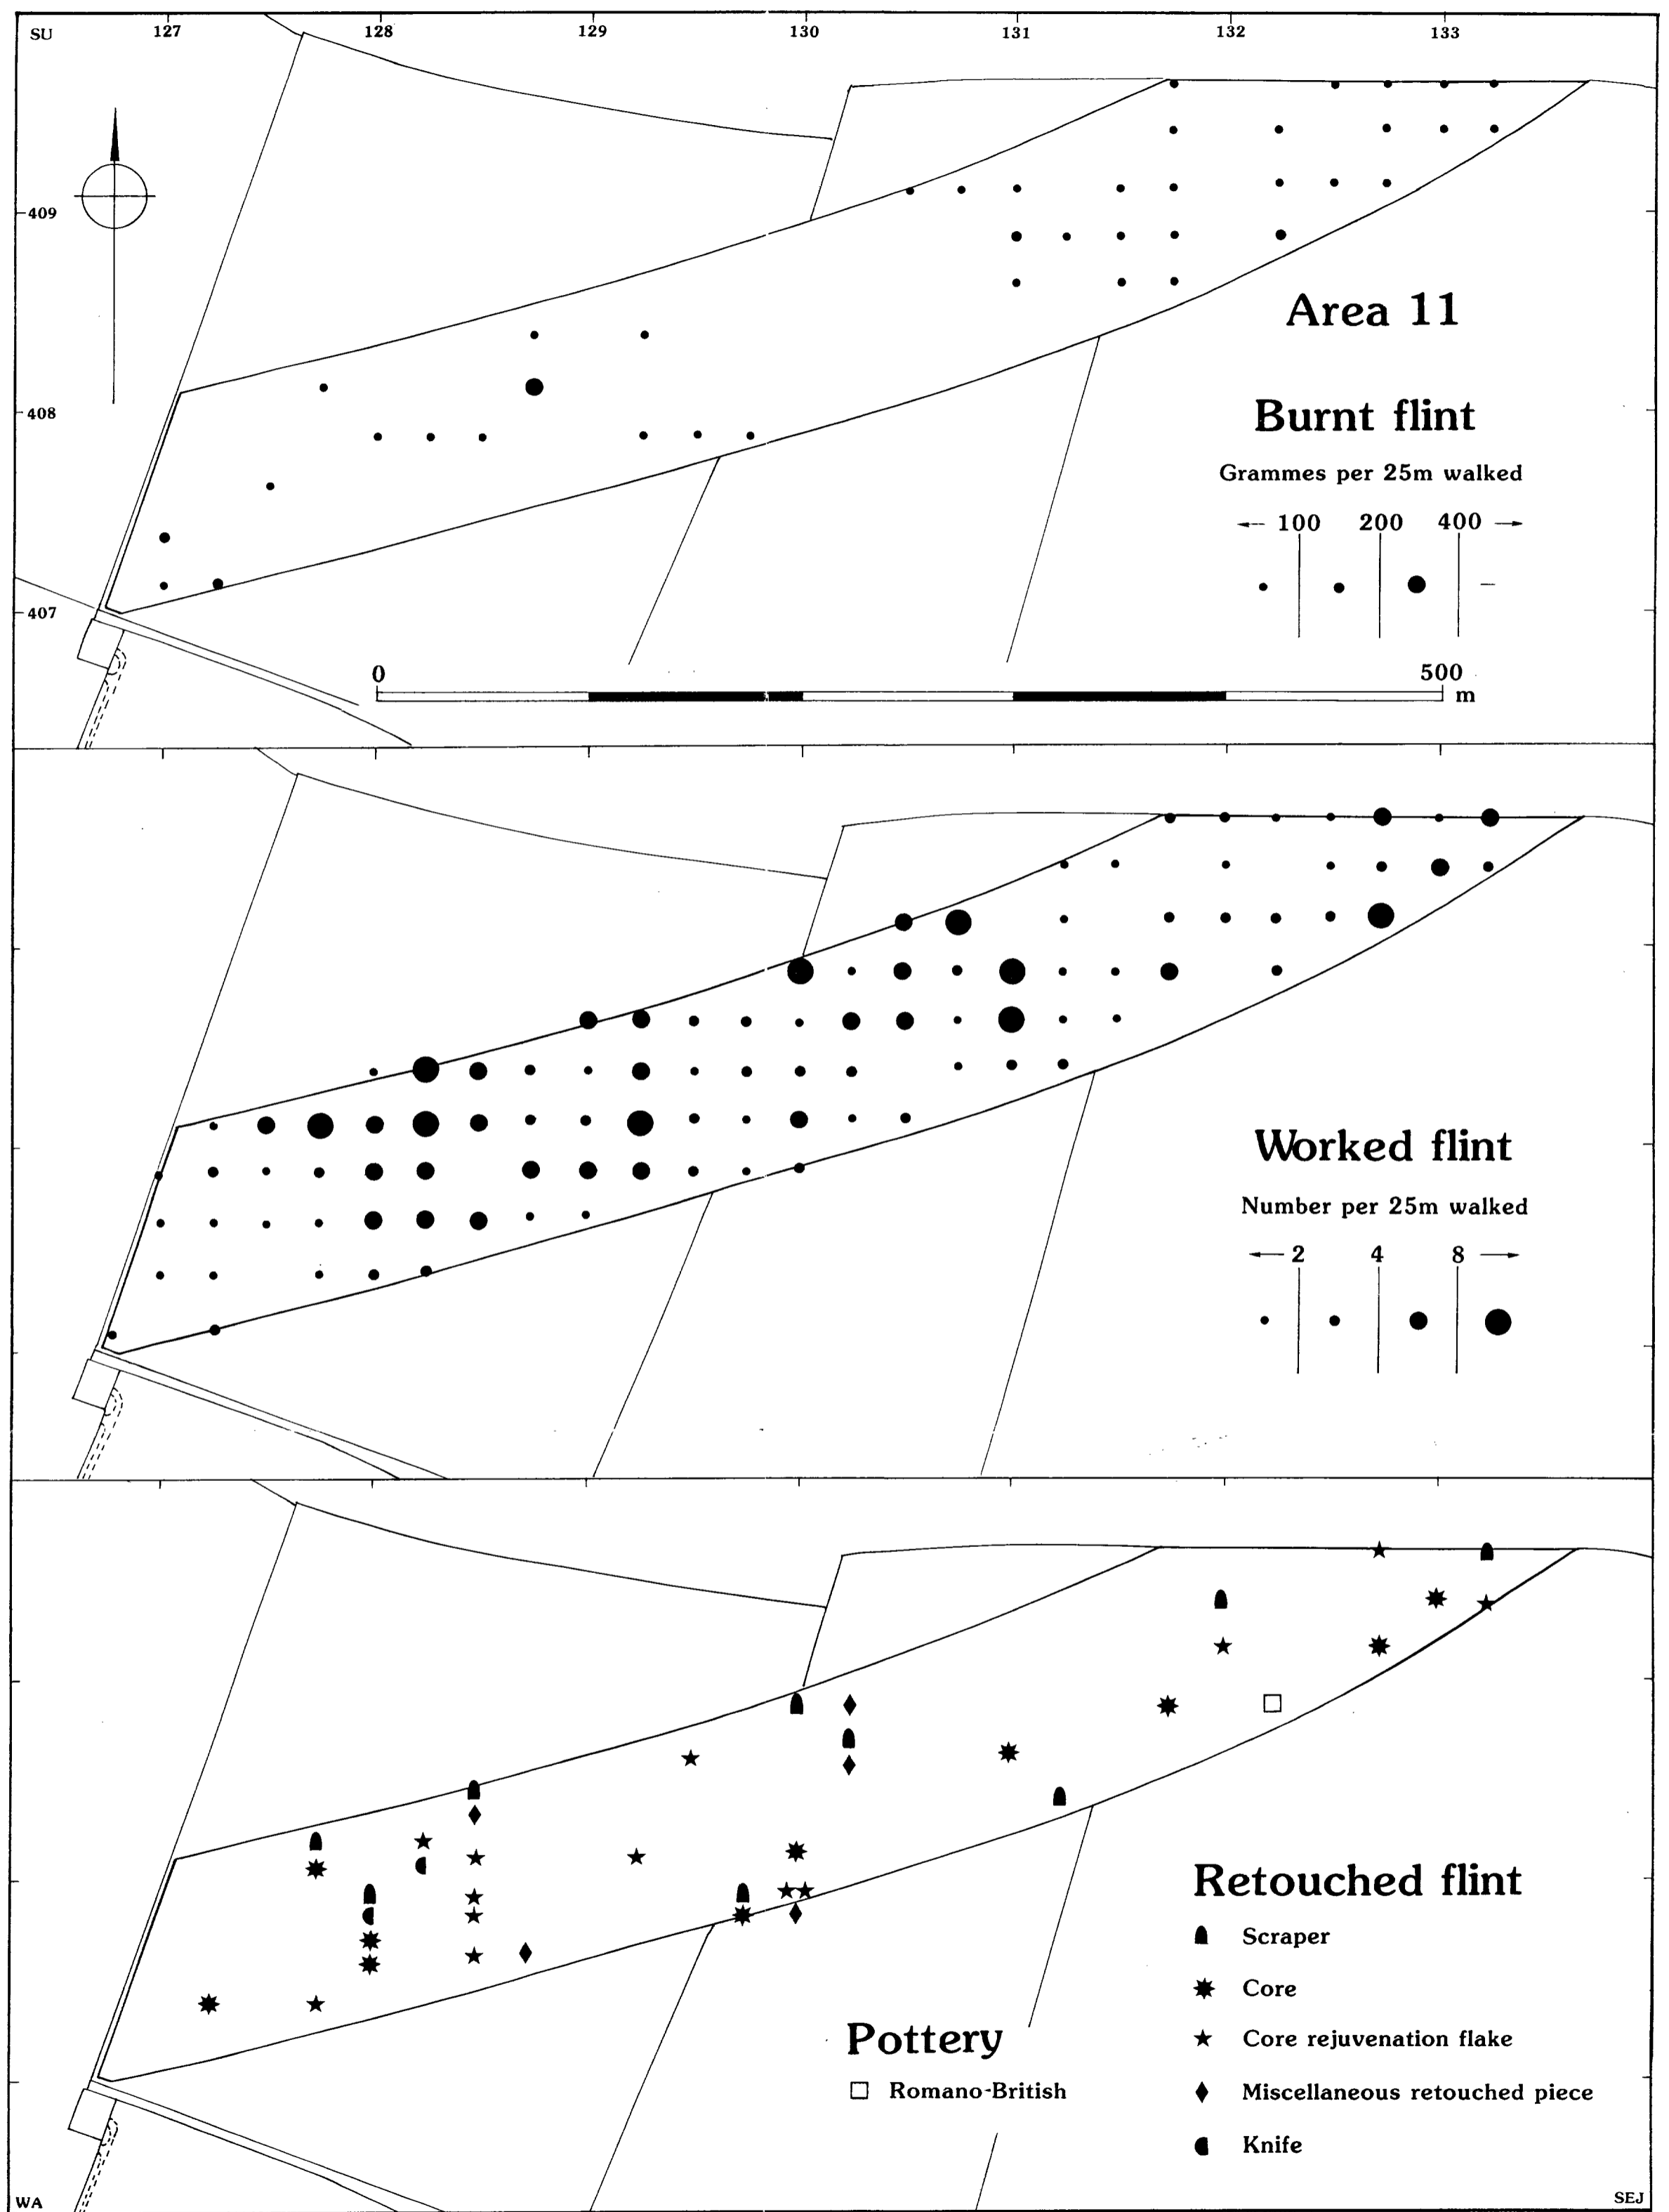 SU 127 128 129 130 131 132 133
409
408
407
Area 11
Burnt flint
Grammes per 25m walked
← 100 200 400 →
–
0 500
m
Worked flint
Number per 25m walked
← 2 4 8 →
Retouched flint
Scraper
Core
Core rejuvenation flake
Miscellaneous retouched piece
Knife
Pottery
Romano-British
WA SEJ